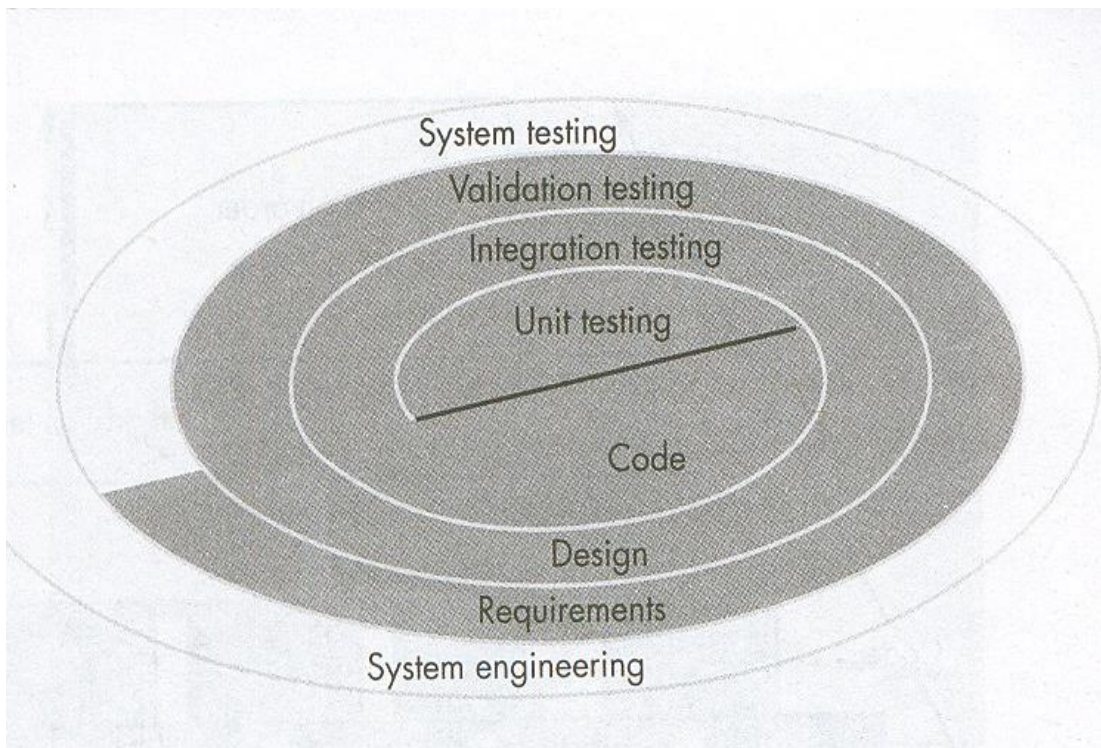 System testing
Validation testing
Integration testing
Unit testing
Code
Design
Requirements
System engineering